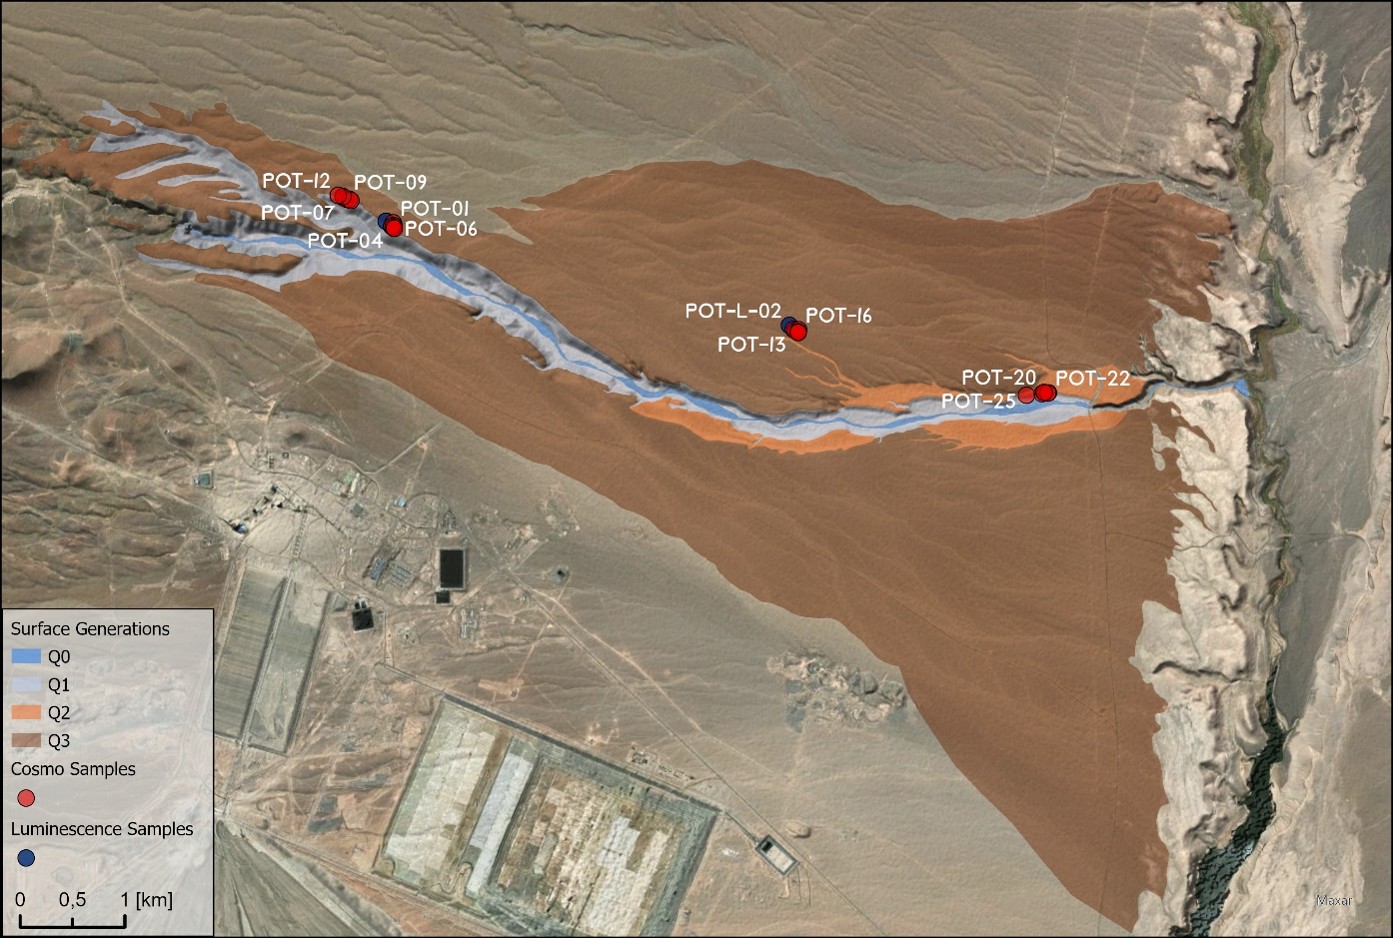 POT-12 POT-09
POT-07 POT-01
POT-04 POT-06
POT-L-02 POT-16
POT-13
POT-20 POT-22
POT-25
Surface Generations
Q0
Q1
Q2
Q3
Cosmo Samples
Luminescence Samples
0 0,5 1 [km]
Maxar